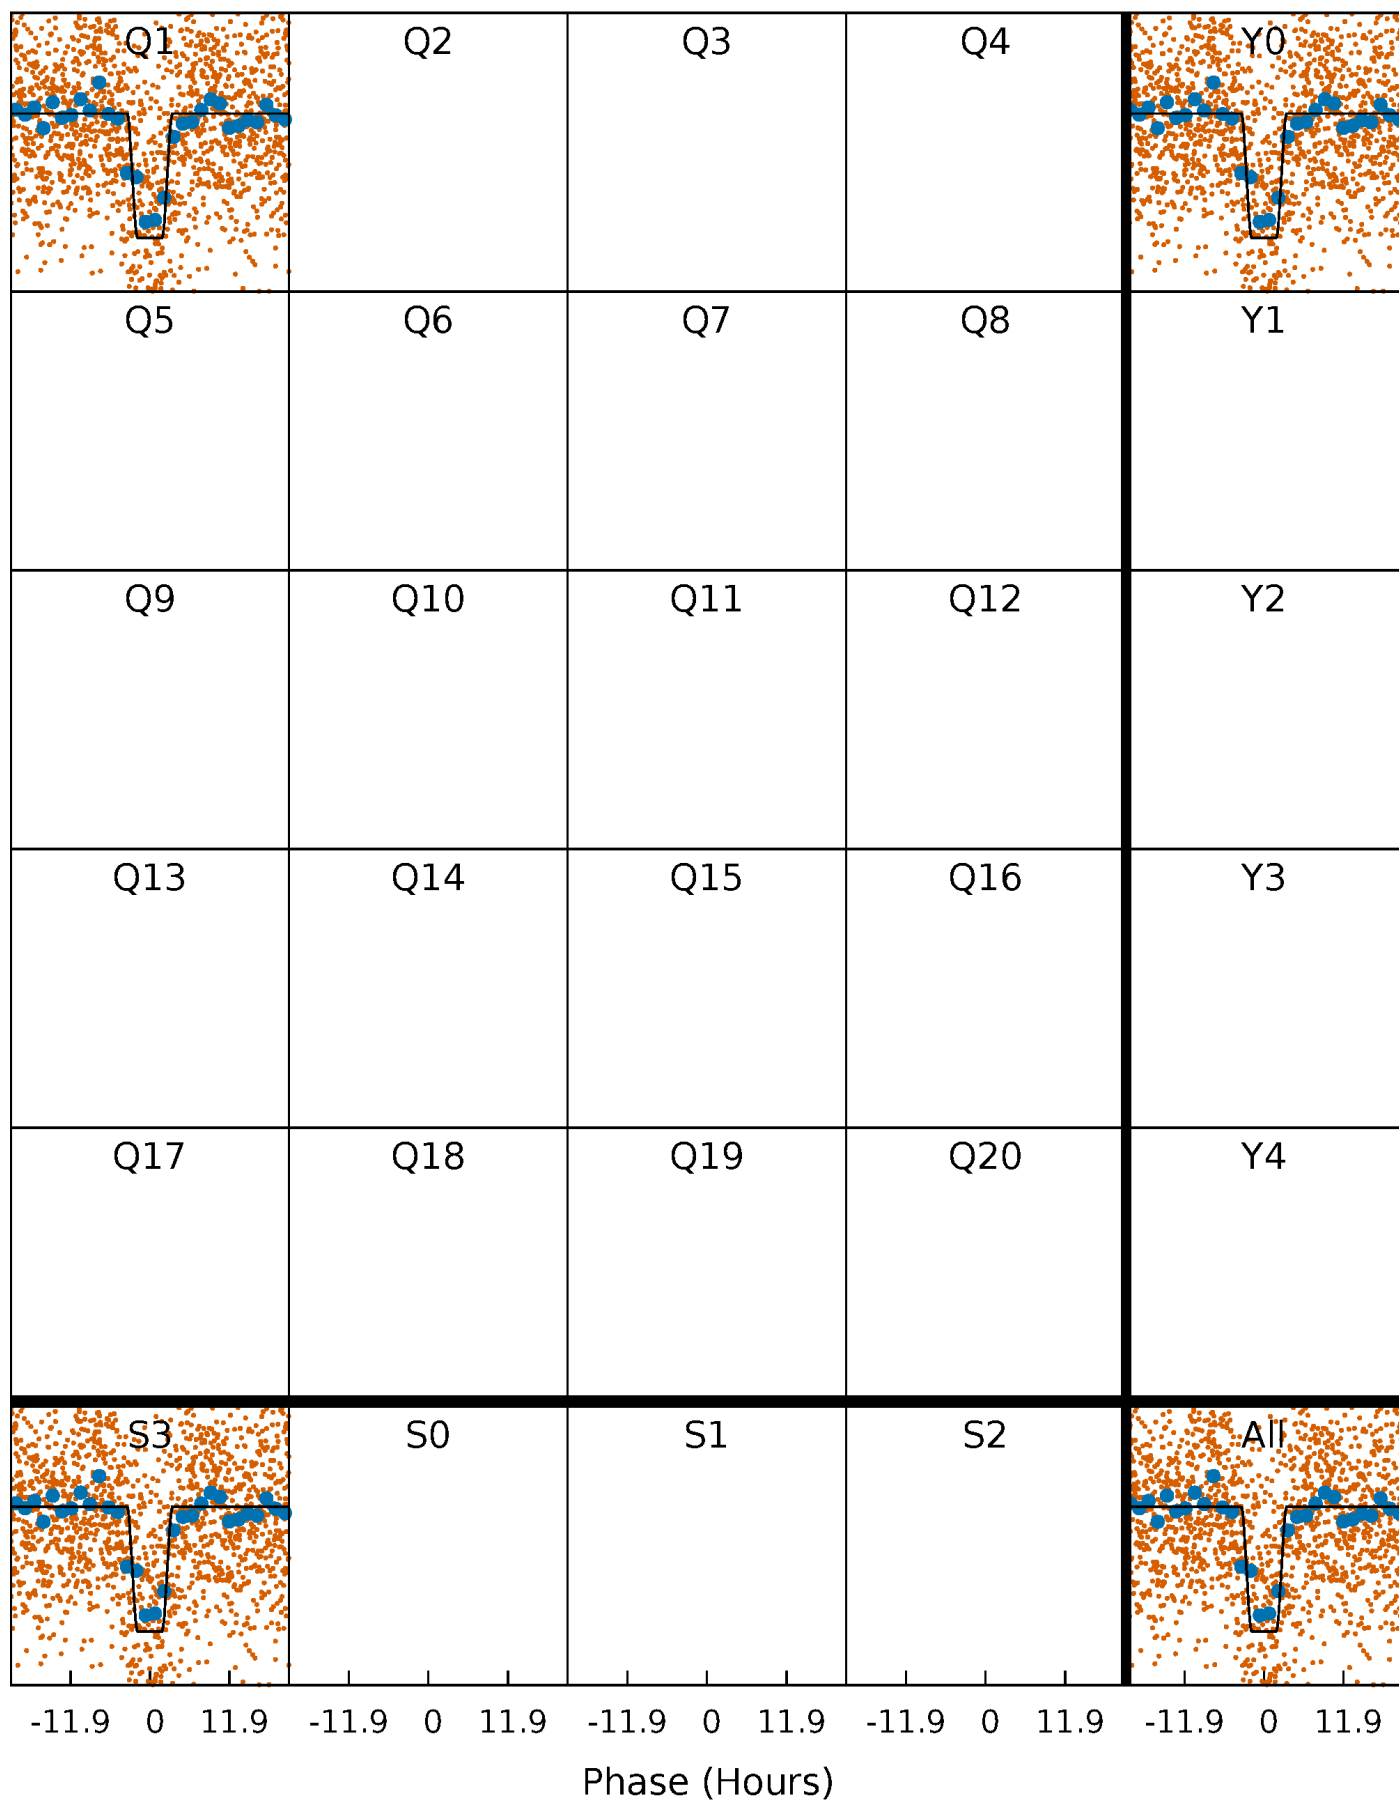 Q1 Q2 Q3 Q4 Y0
Q5 Q6 Q7 Q8 Y1
Q9 Q10 Q11 Q12 Y2
Q13 Q14 Q15 Q16 Y3
Q17 Q18 Q19 Q20 Y4
S3 S0 S1 S2 All
-11.9 0 11.9 -11.9 0 11.9 -11.9 0 11.9 -11.9 0 11.9 -11.9 0 11.9
Phase (Hours)